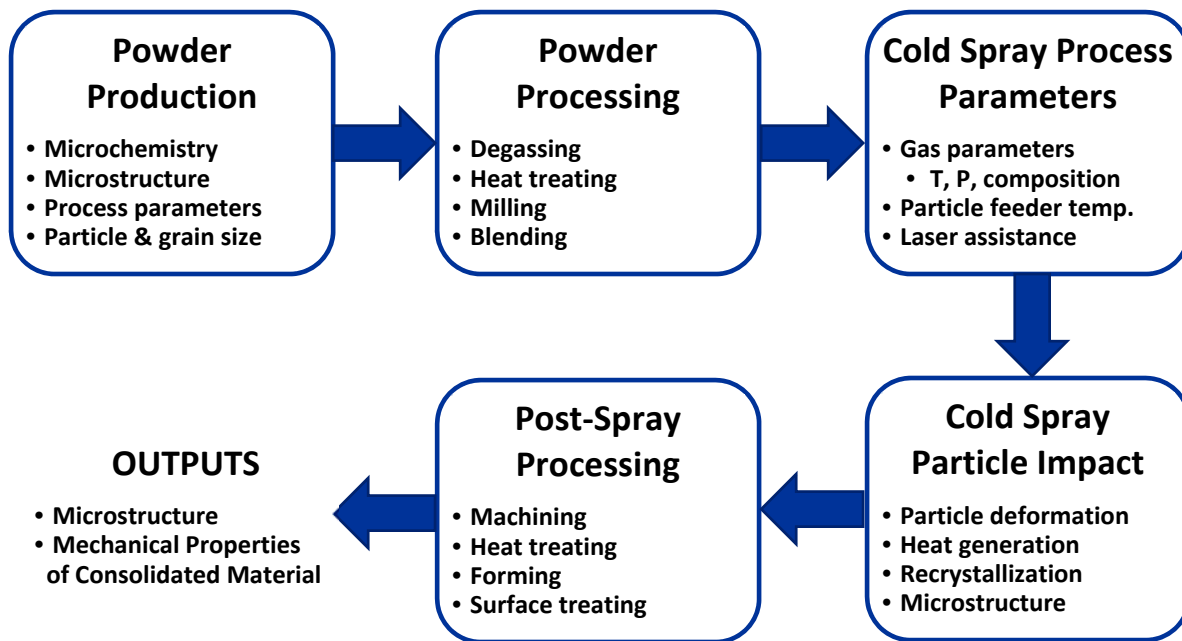 Powder
Production
• Microchemistry
• Microstructure
• Process parameters
• Particle & grain size
Powder
Processing
• Degassing
• Heat treating
• Milling
• Blending
Cold Spray Process
Parameters
• Gas parameters
• T, P, composition
• Particle feeder temp.
• Laser assistance
Cold Spray
Particle Impact
• Particle deformation
• Heat generation
• Recrystallization
• Microstructure
Post-Spray
Processing
• Machining
• Heat treating
• Forming
• Surface treating
OUTPUTS
• Microstructure
• Mechanical Properties
of Consolidated Material